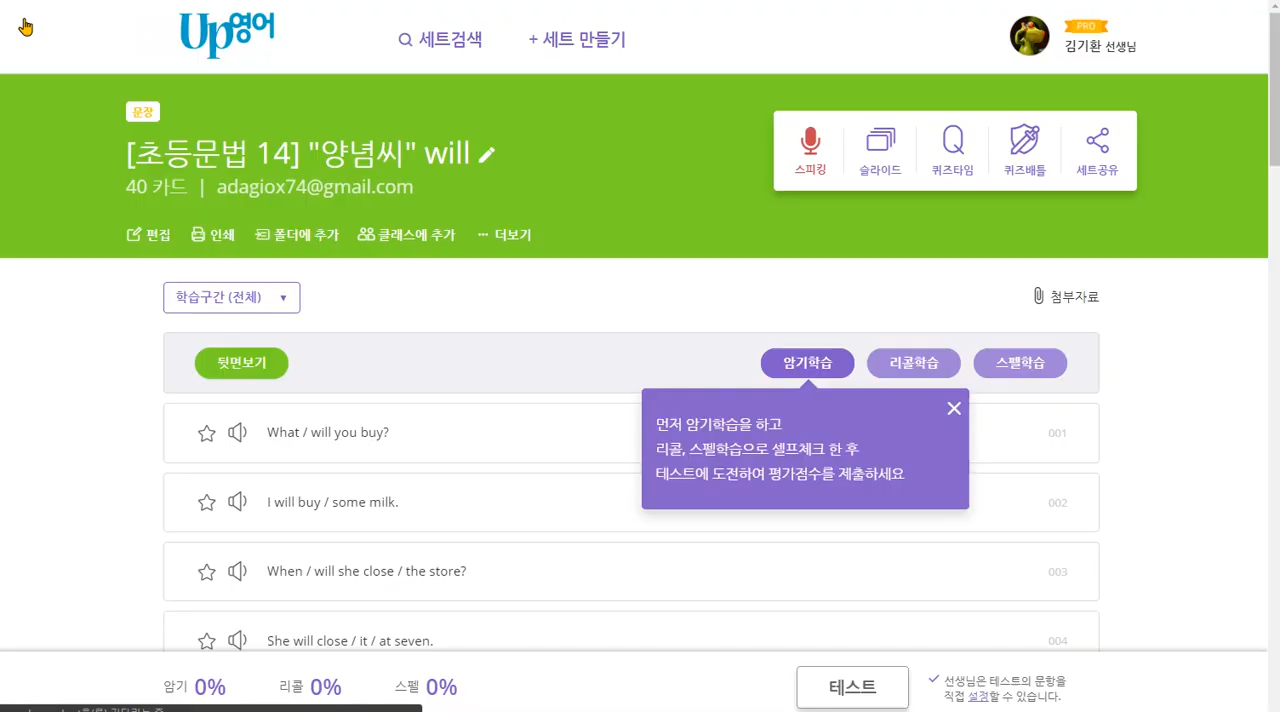 Up영어
세트검색
+ 세트 만들기
PRO
김기환 선생님
문장
[초등문법 14] "양념씨" will
40 카드 | adagiox74@gmail.com
스피킹
슬라이드
퀴즈타임
퀴즈배틀
세트공유
편집
인쇄
폴더에 추가
클래스에 추가
더보기
학습구간 (전체)
첨부자료
뒷면보기
암기학습
리콜학습
스펠학습
먼저 암기학습을 하고
리콜, 스펠학습으로 셀프체크 한 후
테스트에 도전하여 평가점수를 제출하세요
What / will you buy?
001
I will buy / some milk.
002
When / will she close / the store?
003
She will close / it / at seven.
004
암기 0%
리콜 0%
스펠 0%
테스트
선생님은 테스트의 문항을
직접 설정할 수 있습니다.